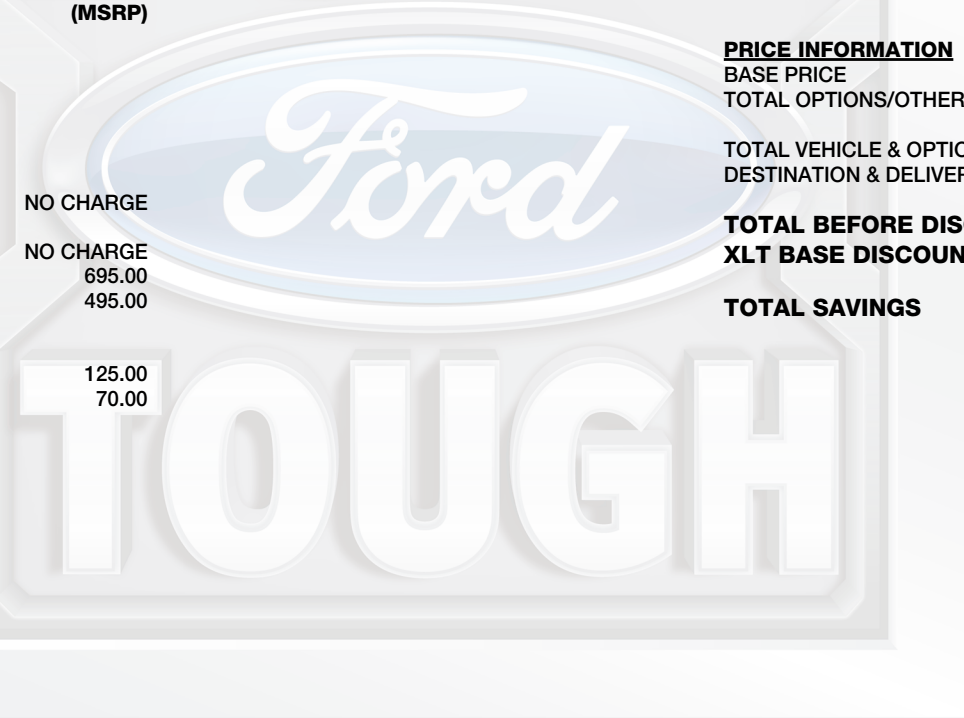 (MSRP)
NO CHARGE
NO CHARGE
695.00
495.00
125.00
70.00
PRICE INFORMATION
BASE PRICE
TOTAL OPTIONS/OTHER
TOTAL VEHICLE & OPTIO
DESTINATION & DELIVER
TOTAL BEFORE DIS
XLT BASE DISCOUN
TOTAL SAVINGS
Ford
TOUGH